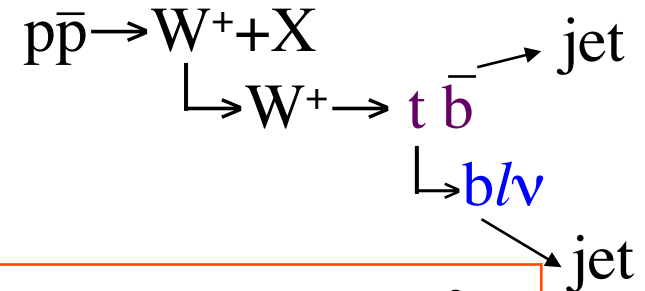 pp̅→W⁺+X
W⁺→ t b̅ → jet
blν
jet